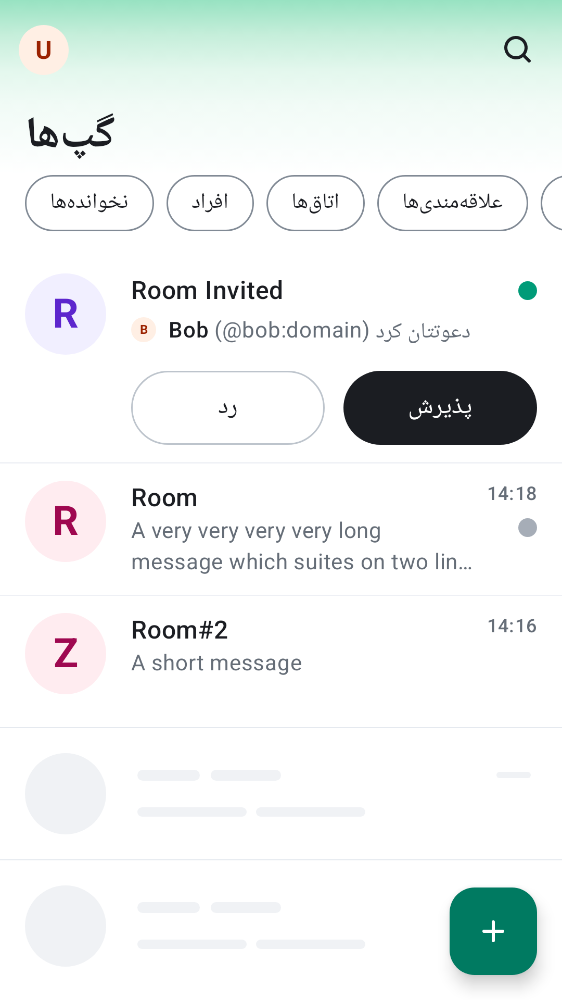 U
گپ‌ها
نخوانده‌ها
افراد
اتاق‌ها
علاقه‌مندی‌ها
R
Room Invited
B Bob (@bob:domain) دعوتتان کرد
رد
پذیرش
R
Room
14:18
A very very very very long
message which suites on two lin…
Z
Room#2
14:16
A short message